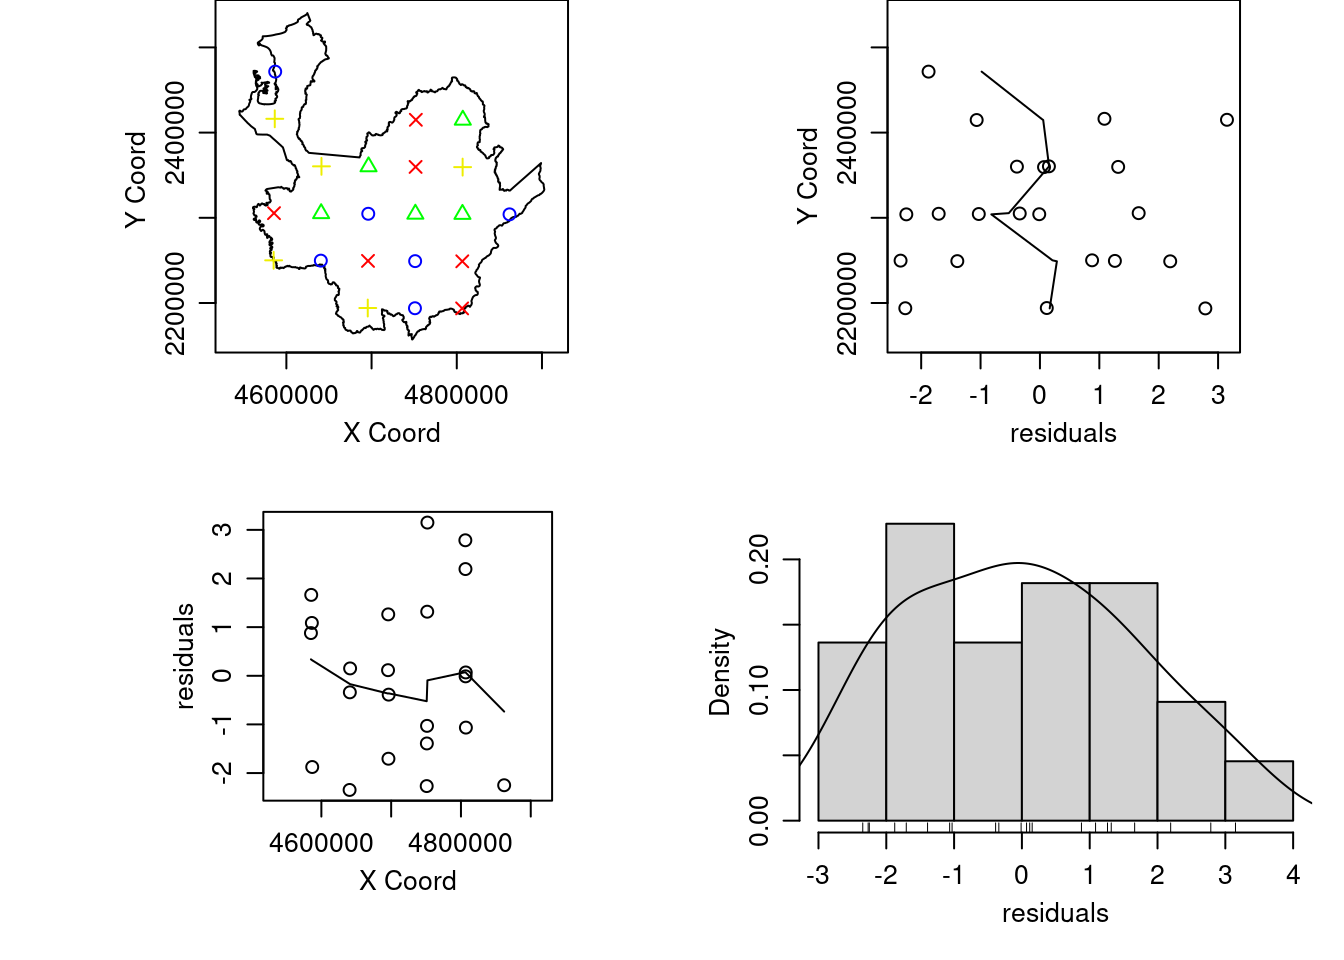 Y Coord
2400000
2200000
4600000 4800000
X Coord
Y Coord
2400000
2200000
-2 -1 0 1 2 3
residuals
residuals
3
2
1
0
-1
-2
4600000 4800000
X Coord
Density
0.20
0.10
0.00
-3 -2 -1 0 1 2 3 4
residuals